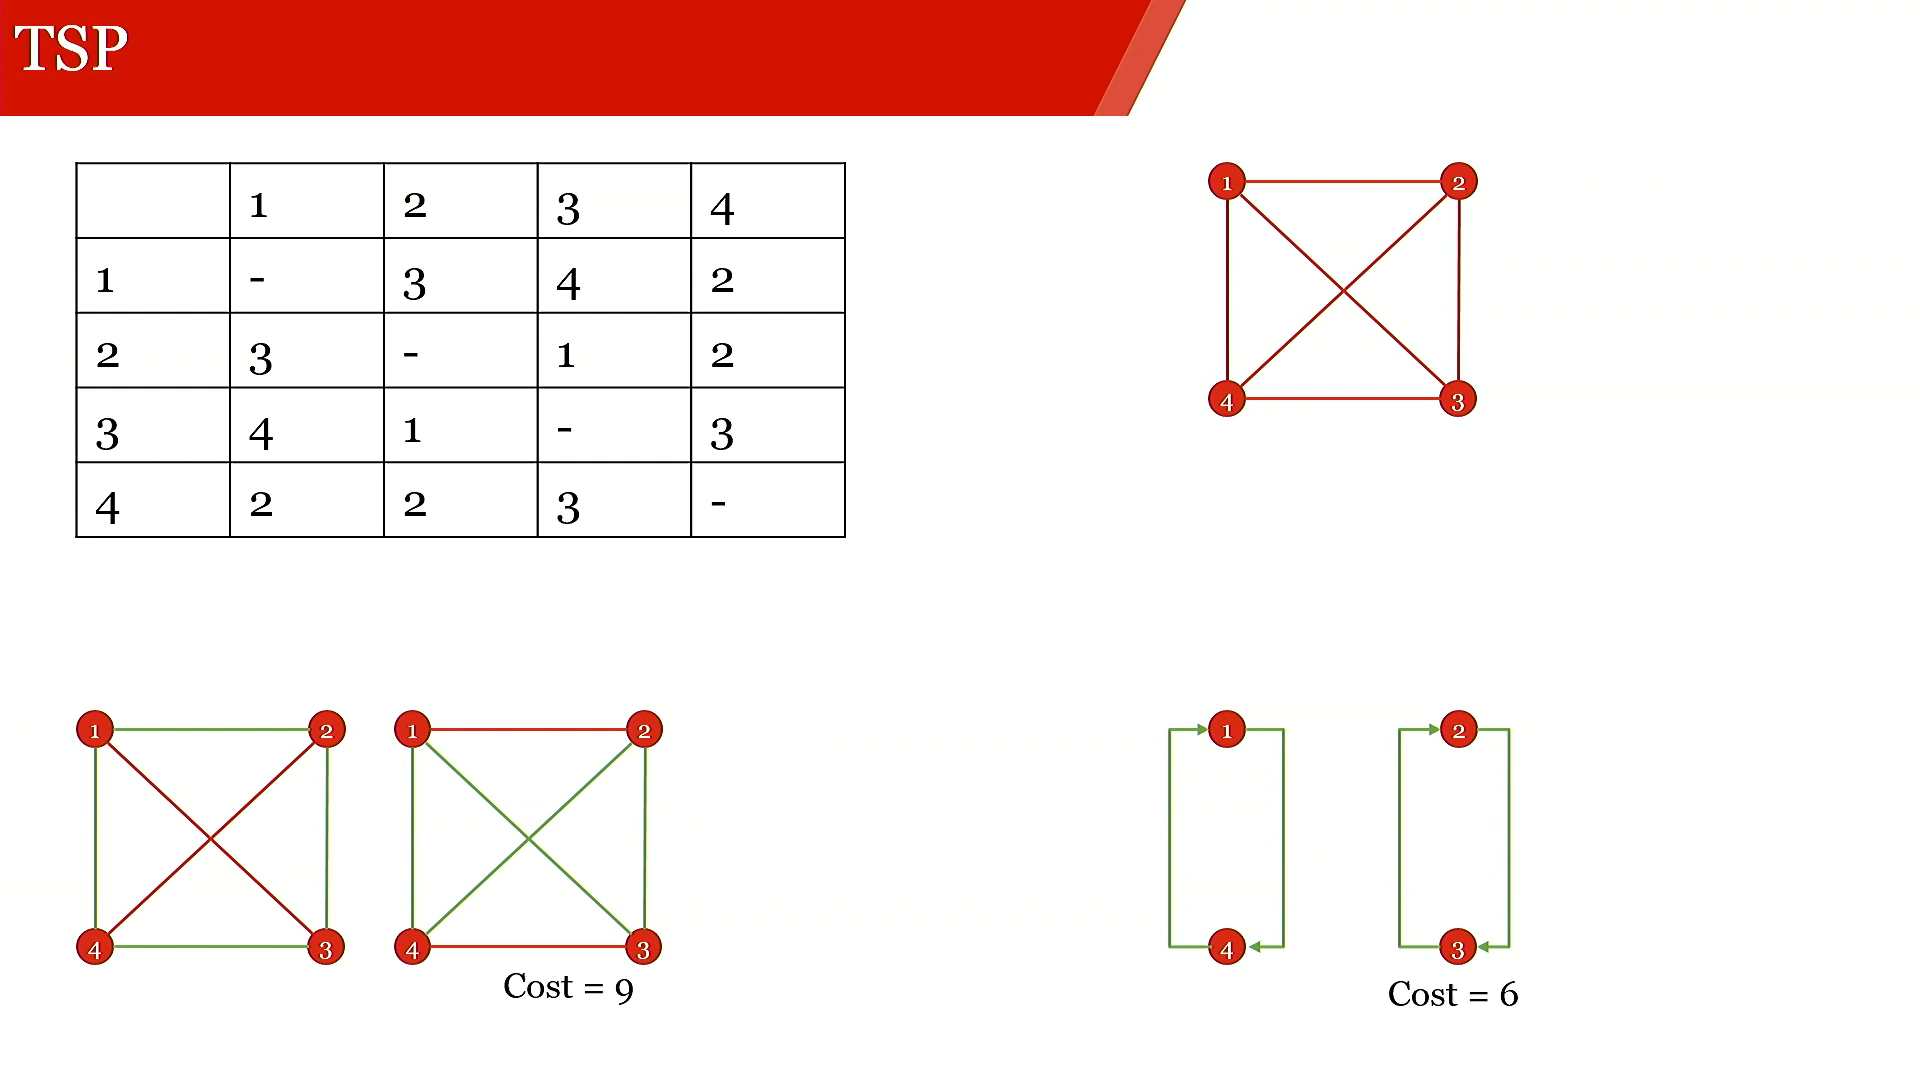 TSP
1 2 3 4
1 - 3 4 2
2 3 - 1 2
3 4 1 - 3
4 2 2 3 -
1 2
4 3
1 2 1 2
4 3 4 3
Cost = 9
1 2
4 3
Cost = 6